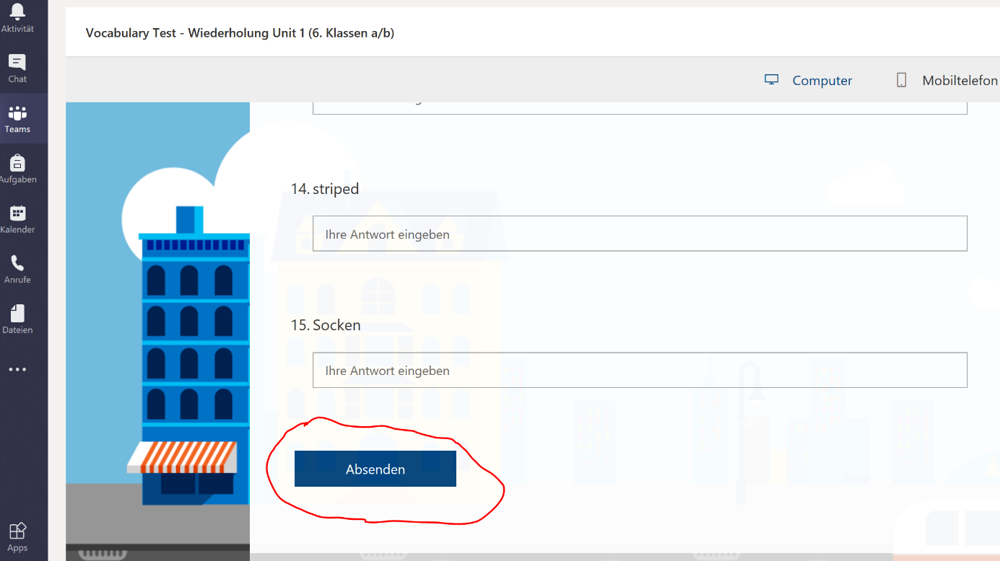 Aktivität
Chat
Teams
Aufgaben
Kalender
Anrufe
Dateien
Apps
Vocabulary Test - Wiederholung Unit 1 (6. Klassen a/b)
Computer
Mobiltelefon
14. striped
Ihre Antwort eingeben
15. Socken
Ihre Antwort eingeben
Absenden